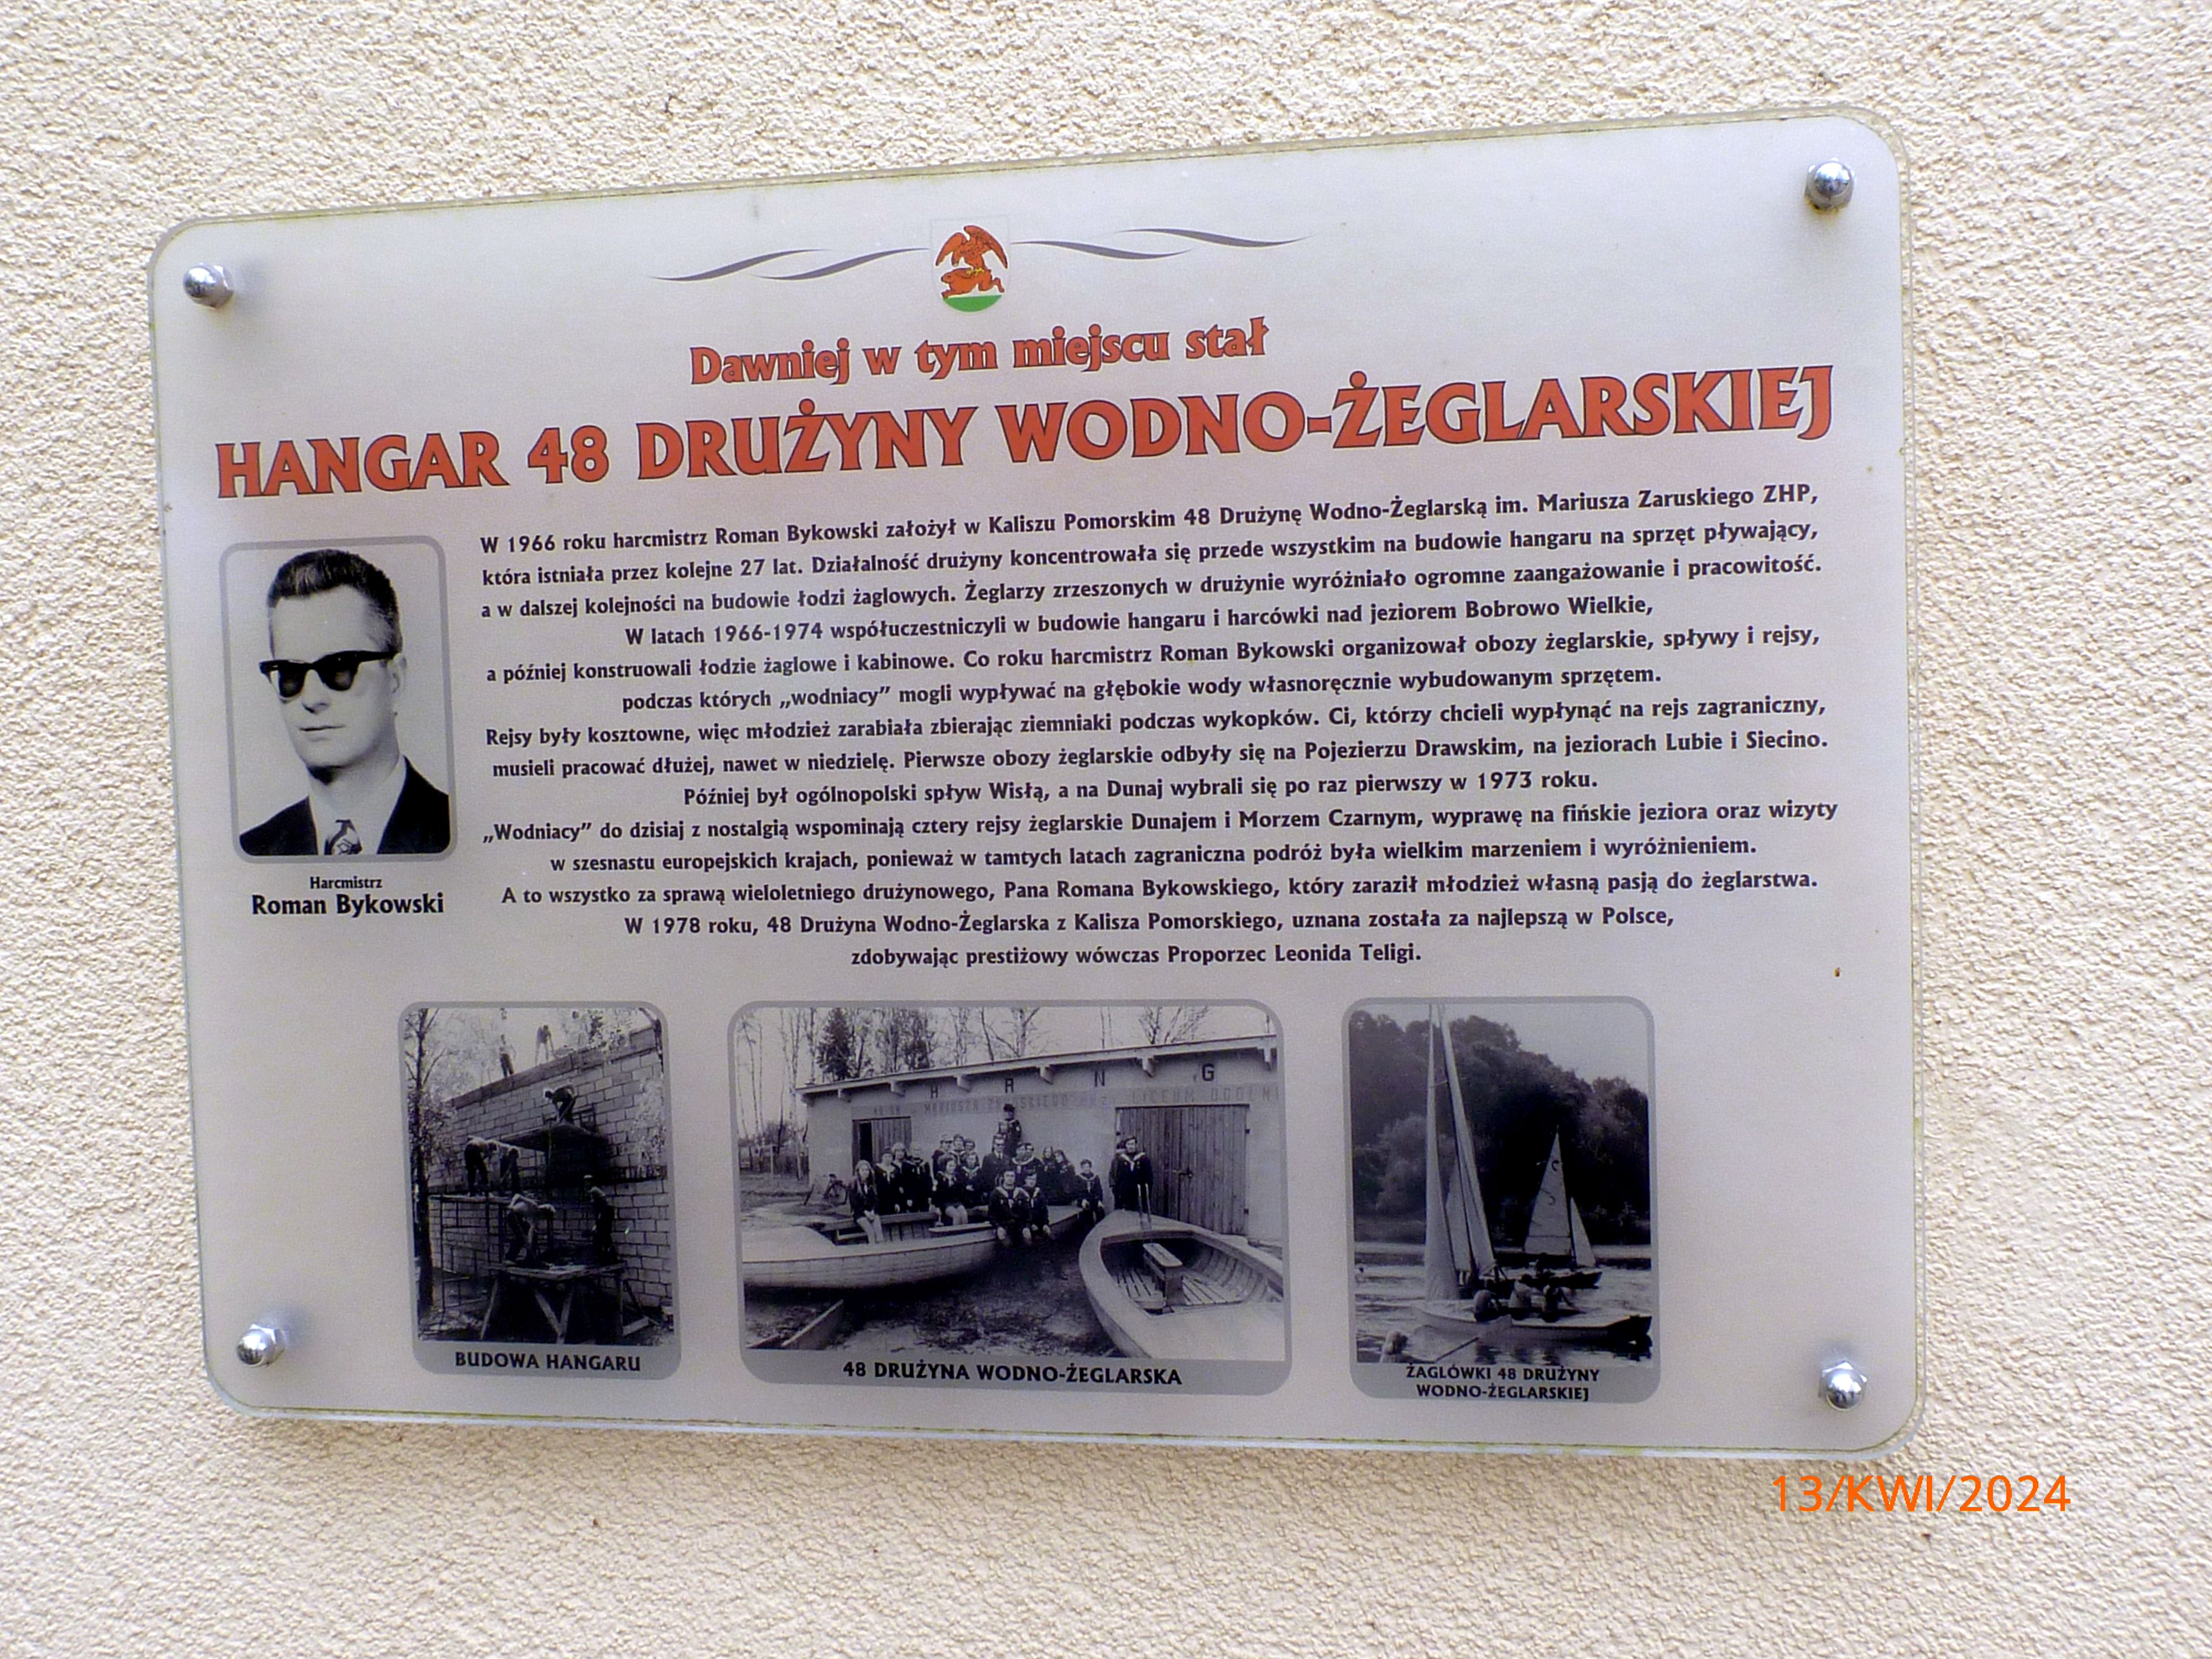 Dawniej w tym miejscu stał
HANGAR 48 DRUŻYNY WODNO-ŻEGLARSKIEJ
W 1966 roku harcmistrz Roman Bykowski założył w Kaliszu Pomorskim 48 Drużynę Wodno-Żeglarską im. Mariusza Zaruskiego ZHP,
która istniała przez kolejne 27 lat. Działalność drużyny koncentrowała się przede wszystkim na budowie hangaru na sprzęt pływający,
a w dalszej kolejności na budowie łodzi żaglowych. Żeglarzy zrzeszonych w drużynie wyróżniało ogromne zaangażowanie i pracowitość.
W latach 1966-1974 współuczestniczyli w budowie hangaru i harcówki nad jeziorem Bobrowo Wielkie,
a później konstruowali łodzie żaglowe i kabinowe. Co roku harcmistrz Roman Bykowski organizował obozy żeglarskie, spływy i rejsy,
podczas których „wodniacy” mogli wypływać na głębokie wody własnoręcznie wybudowanym sprzętem.
Rejsy były kosztowne, więc młodzież zarabiała zbierając ziemniaki podczas wykopków. Ci, którzy chcieli wypłynąć na rejs zagraniczny,
musieli pracować dłużej, nawet w niedzielę. Pierwsze obozy żeglarskie odbyły się na Pojezierzu Drawskim, na jeziorach Lubie i Siecino.
Później był ogólnopolski spływ Wisłą, a na Dunaj wybrali się po raz pierwszy w 1973 roku.
„Wodniacy” do dzisiaj z nostalgią wspominają cztery rejsy żeglarskie Dunajem i Morzem Czarnym, wyprawę na fińskie jeziora oraz wizyty
w szesnastu europejskich krajach, ponieważ w tamtych latach zagraniczna podróż była wielkim marzeniem i wyróżnieniem.
A to wszystko za sprawą wieloletniego drużynowego, Pana Romana Bykowskiego, który zaraził młodzież własną pasją do żeglarstwa.
W 1978 roku, 48 Drużyna Wodno-Żeglarska z Kalisza Pomorskiego, uznana została za najlepszą w Polsce,
zdobywając prestiżowy wówczas Proporzec Leonida Teligi.
Harcmistrz
Roman Bykowski
H A N G
MARIUSZA ZARUSKIEGO LICEUM OGÓLN
BUDOWA HANGARU
48 DRUŻYNA WODNO-ŻEGLARSKA
ŻAGLÓWKI 48 DRUŻYNY
WODNO-ŻEGLARSKIEJ
13/KWI/2024